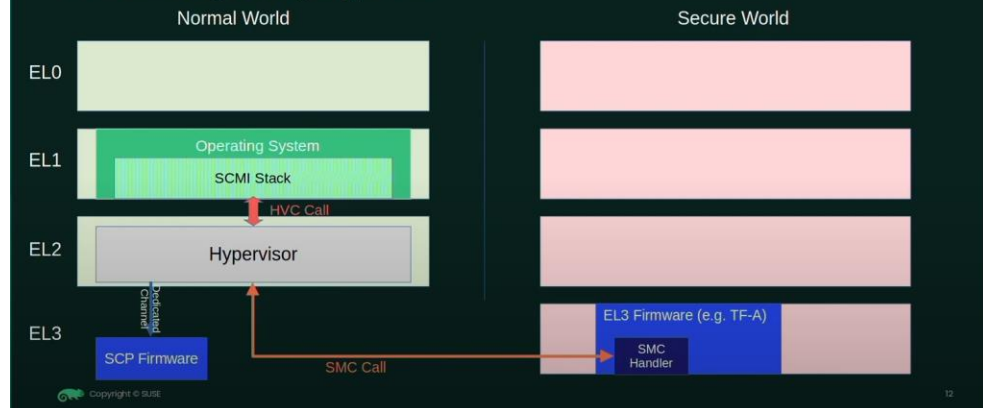 Normal World
Secure World
EL0
EL1
Operating System
SCMI Stack
HVC Call
EL2
Hypervisor
Dedicated
Channel
EL3
EL3 Firmware (e.g. TF-A)
SCP Firmware
SMC Call
SMC
Handler
Copyright © SUSE
12